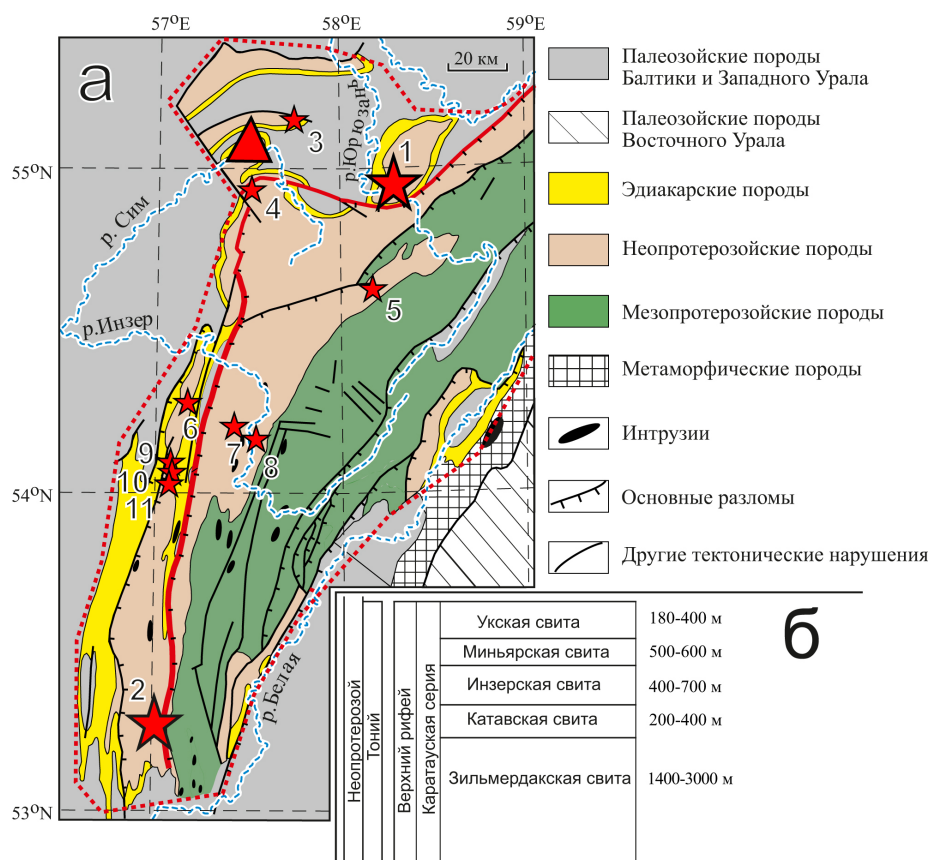 57°E
58°E
59°E
а
20 км
55°N
54°N
53°N
р. Сим
р.Юрюзань
р.Инзер
р.Белая
1
2
3
4
5
6
7
8
9
10
11
Палеозойские породы
Балтики и Западного Урала
Палеозойские породы
Восточного Урала
Эдиакарские породы
Неопротерозойские породы
Мезопротерозойские породы
Метаморфические породы
Интрузии
Основные разломы
Другие тектонические нарушения
б
Неопротерозой
Тоний
Верхний рифей
Каратауская серия
Укская свита
180-400 м
Миньярская свита
500-600 м
Инзерская свита
400-700 м
Катавская свита
200-400 м
Зильмердакская свита
1400-3000 м